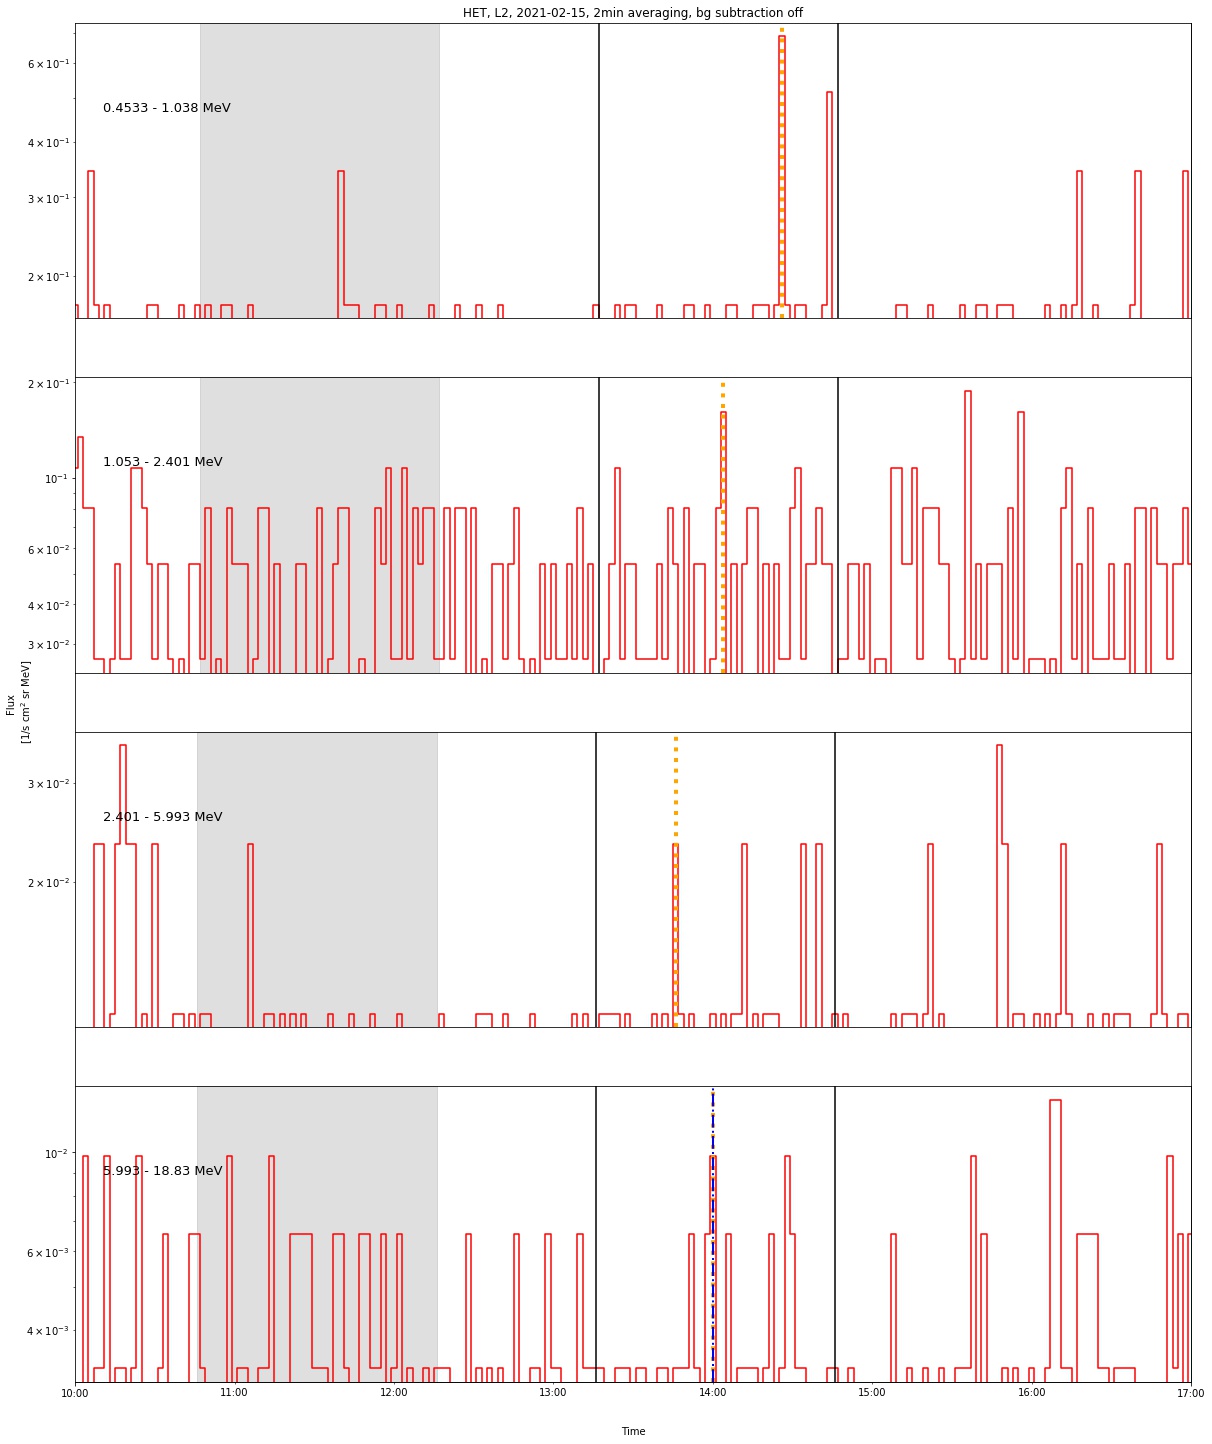 HET, L2, 2021-02-15, 2min averaging, bg subtraction off
6 × 10⁻¹
0.4533 - 1.038 MeV
4 × 10⁻¹
3 × 10⁻¹
2 × 10⁻¹
2 × 10⁻¹
1.053 - 2.401 MeV
10⁻¹
6 × 10⁻²
4 × 10⁻²
3 × 10⁻²
Flux
[1/s cm² sr MeV]
3 × 10⁻²
2.401 - 5.993 MeV
2 × 10⁻²
10⁻²
5.993 - 18.83 MeV
6 × 10⁻³
4 × 10⁻³
10:00 11:00 12:00 13:00 14:00 15:00 16:00 17:00
Time